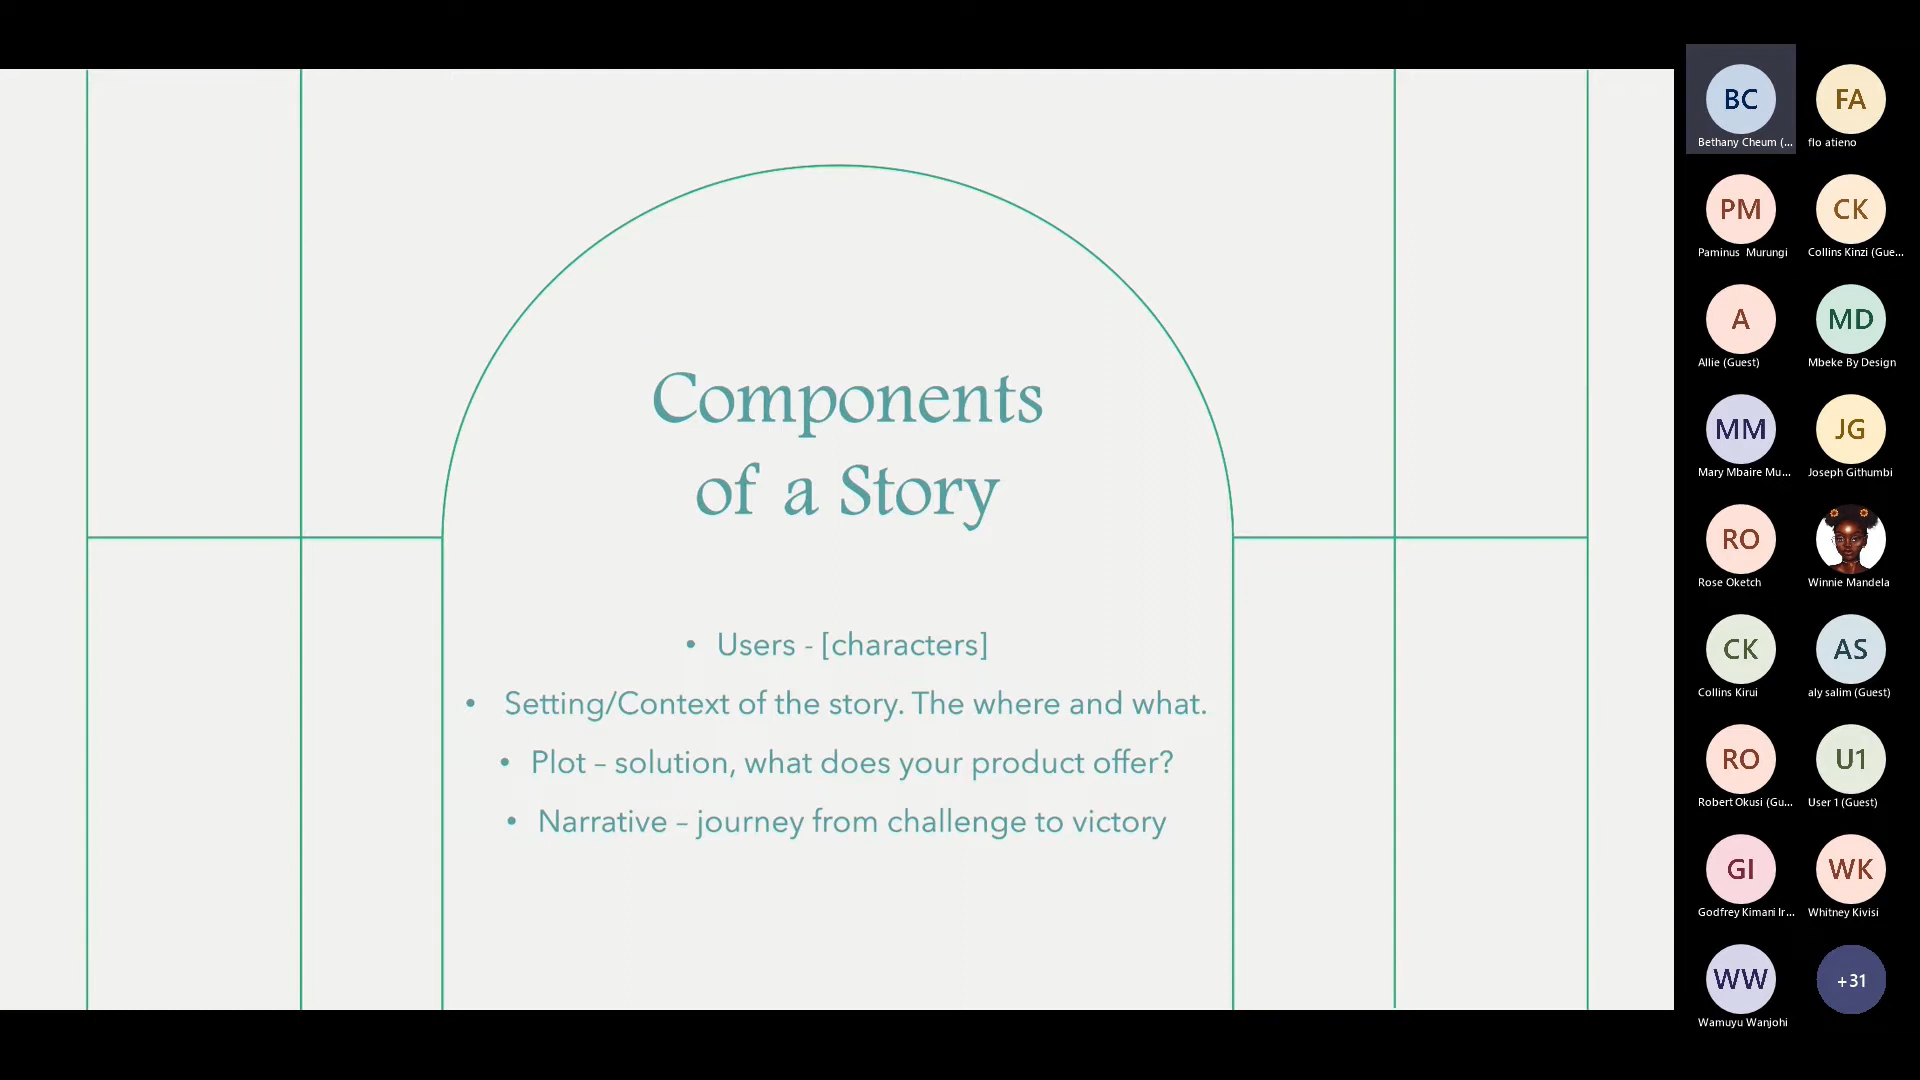 Components
of a Story
• Users - [characters]
• Setting/Context of the story. The where and what.
• Plot – solution, what does your product offer?
• Narrative – journey from challenge to victory
BC
FA
Bethany Cheum (...
flo atieno
PM
CK
Paminus Murungi
Collins Kinzi (Gue...
A
MD
Allie (Guest)
Mbeke By Design
MM
JG
Mary Mbaire Mu...
Joseph Githumbi
RO
Rose Oketch
Winnie Mandela
CK
AS
Collins Kirui
aly salim (Guest)
RO
U1
Robert Okusi (Gu...
User 1 (Guest)
GI
WK
Godfrey Kimani Ir...
Whitney Kivisi
WW
+31
Wamuyu Wanjohi